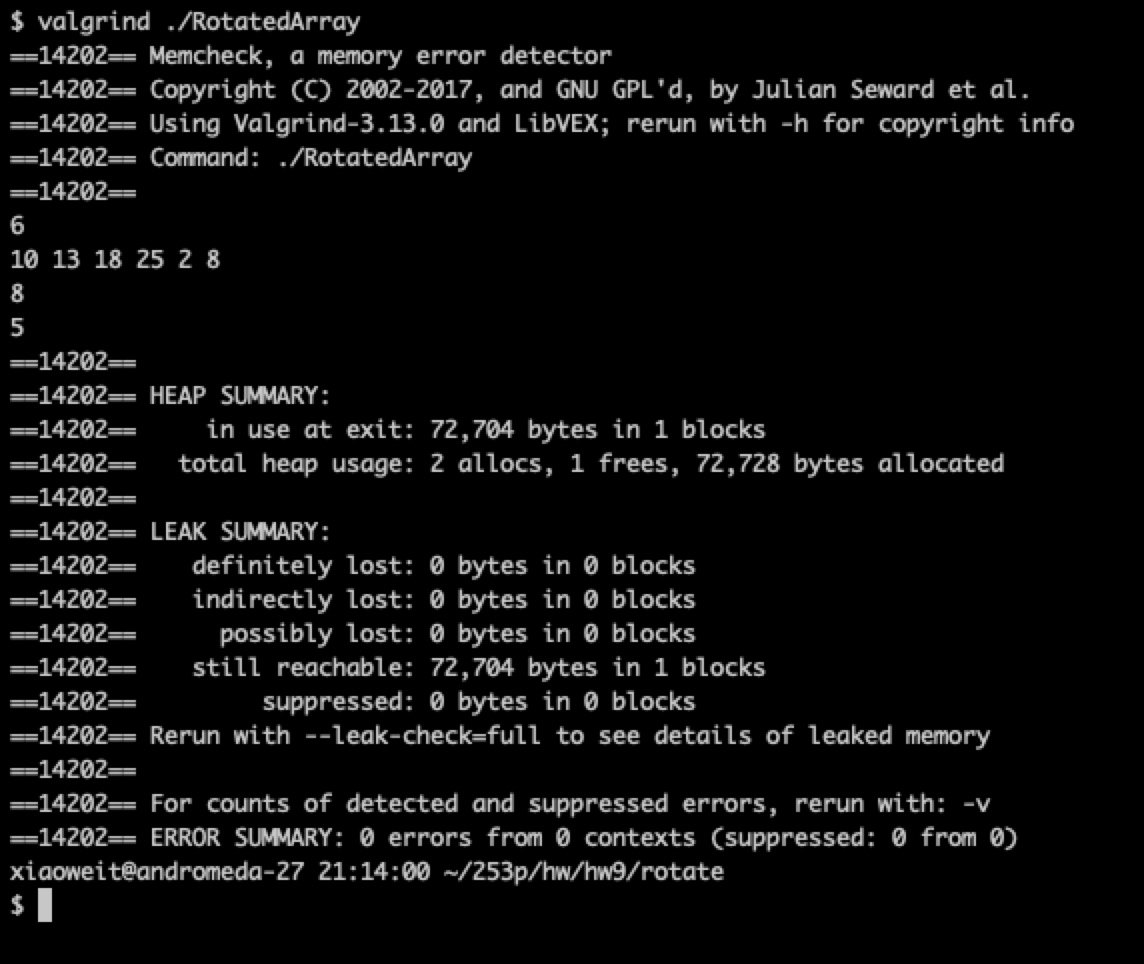 $ valgrind ./RotatedArray
==14202== Memcheck, a memory error detector
==14202== Copyright (C) 2002-2017, and GNU GPL'd, by Julian Seward et al.
==14202== Using Valgrind-3.13.0 and LibVEX; rerun with -h for copyright info
==14202== Command: ./RotatedArray
==14202==
6
10 13 18 25 2 8
8
5
==14202==
==14202== HEAP SUMMARY:
==14202==     in use at exit: 72,704 bytes in 1 blocks
==14202==   total heap usage: 2 allocs, 1 frees, 72,728 bytes allocated
==14202==
==14202== LEAK SUMMARY:
==14202==    definitely lost: 0 bytes in 0 blocks
==14202==    indirectly lost: 0 bytes in 0 blocks
==14202==      possibly lost: 0 bytes in 0 blocks
==14202==    still reachable: 72,704 bytes in 1 blocks
==14202==         suppressed: 0 bytes in 0 blocks
==14202== Rerun with --leak-check=full to see details of leaked memory
==14202==
==14202== For counts of detected and suppressed errors, rerun with: -v
==14202== ERROR SUMMARY: 0 errors from 0 contexts (suppressed: 0 from 0)
xiaoweit@andromeda-27 21:14:00 ~/253p/hw/hw9/rotate
$